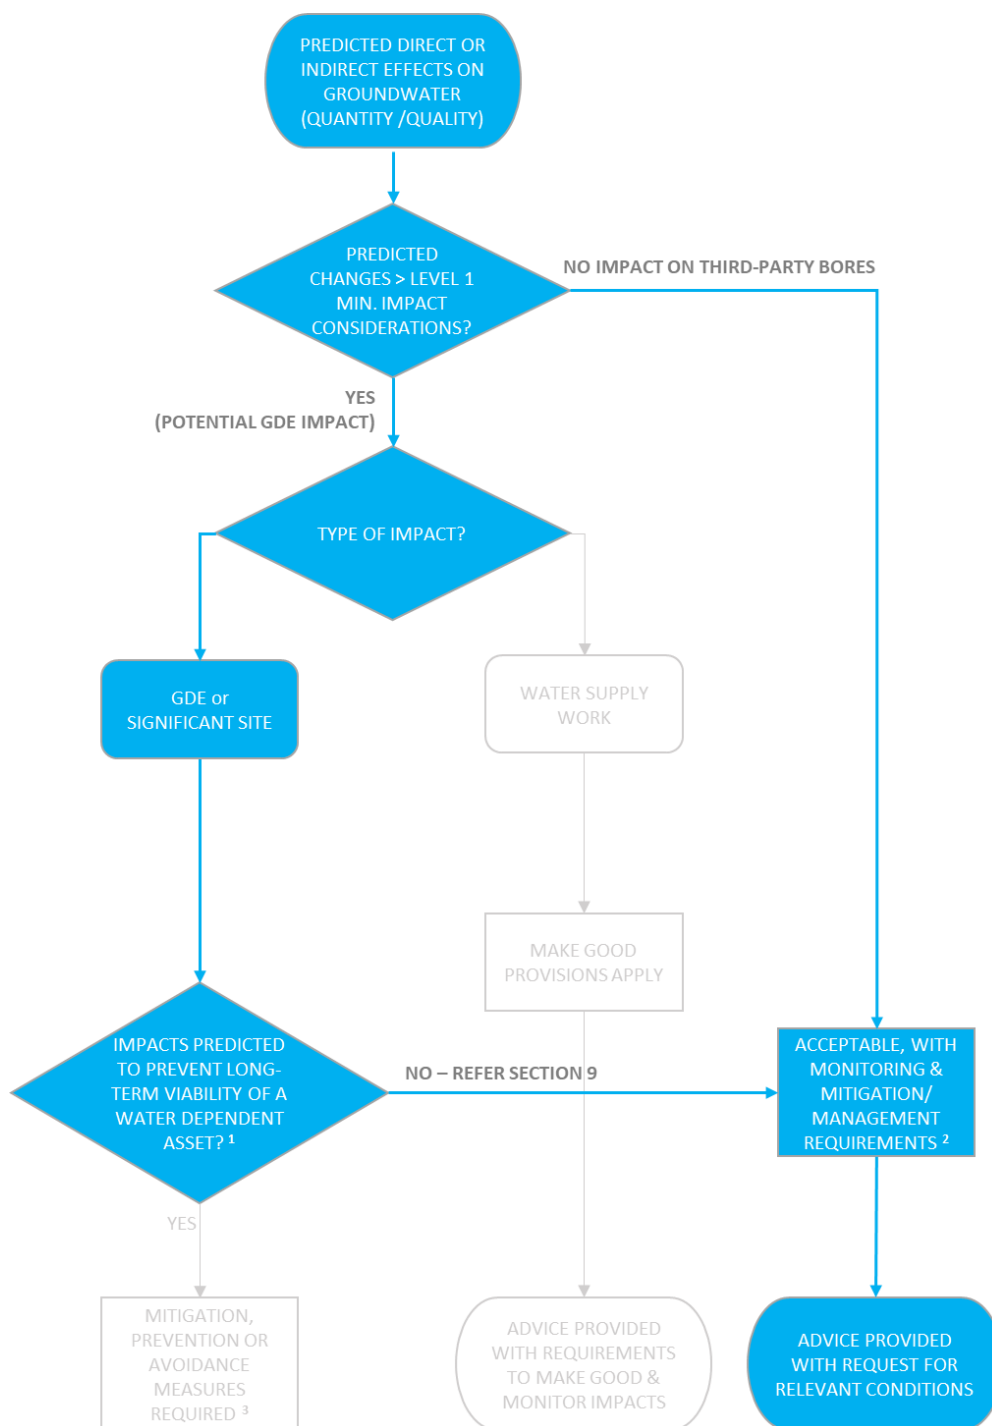 PREDICTED DIRECT OR
INDIRECT EFFECTS ON
GROUNDWATER
(QUANTITY /QUALITY)
PREDICTED
CHANGES > LEVEL 1
MIN. IMPACT
CONSIDERATIONS?
NO IMPACT ON THIRD-PARTY BORES
YES
(POTENTIAL GDE IMPACT)
TYPE OF IMPACT?
GDE or
SIGNIFICANT SITE
WATER SUPPLY
WORK
MAKE GOOD
PROVISIONS APPLY
IMPACTS PREDICTED
TO PREVENT LONG-
TERM VIABILITY OF A
WATER DEPENDENT
ASSET? 1
NO – REFER SECTION 9
ACCEPTABLE, WITH
MONITORING &
MITIGATION/
MANAGEMENT
REQUIREMENTS 2
YES
MITIGATION,
PREVENTION OR
AVOIDANCE
MEASURES
REQUIRED 3
ADVICE PROVIDED
WITH REQUIREMENTS
TO MAKE GOOD &
MONITOR IMPACTS
ADVICE PROVIDED
WITH REQUEST FOR
RELEVANT CONDITIONS